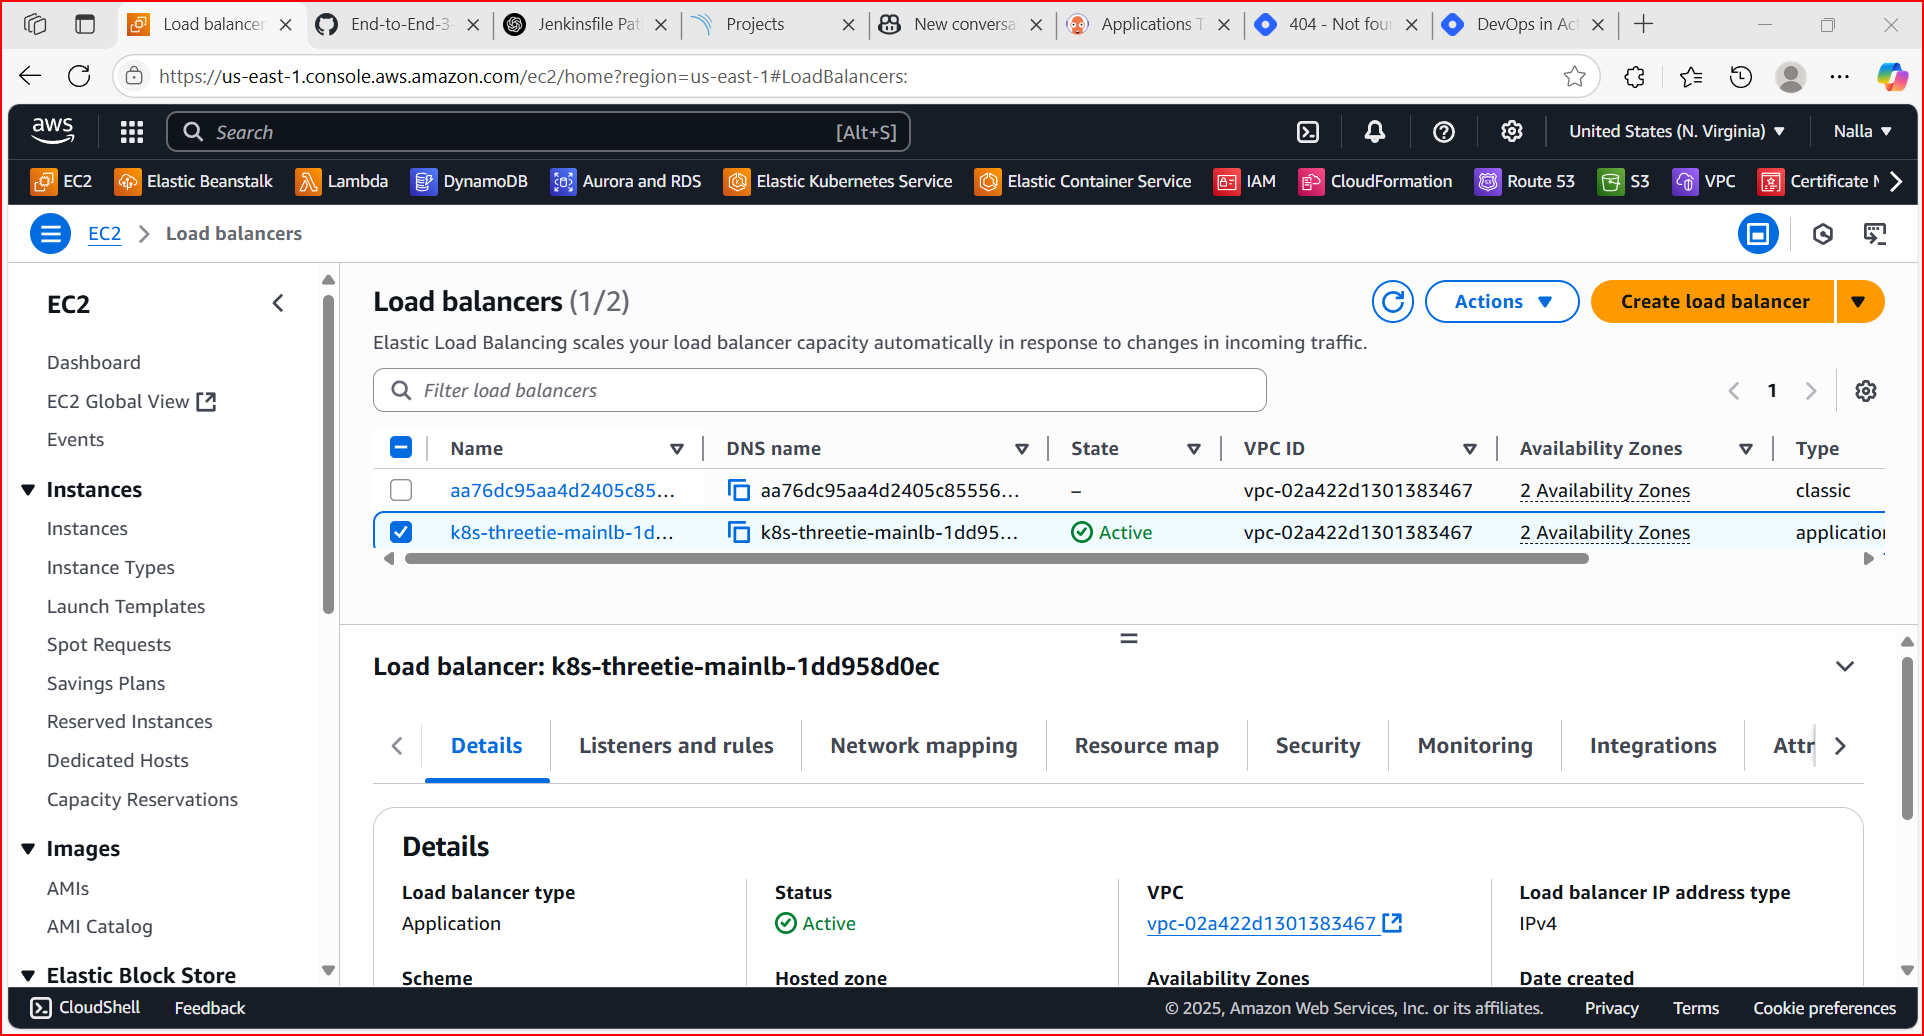 Load balancer
End-to-End-3-
Jenkinsfile Pat
Projects
New conversa
Applications T
404 - Not foun
DevOps in Act
https://us-east-1.console.aws.amazon.com/ec2/home?region=us-east-1#LoadBalancers:
aws
Search
[Alt+S]
United States (N. Virginia)
Nalla
EC2
Elastic Beanstalk
Lambda
DynamoDB
Aurora and RDS
Elastic Kubernetes Service
Elastic Container Service
IAM
CloudFormation
Route 53
S3
VPC
Certificate M
EC2
Load balancers
EC2
Dashboard
EC2 Global View
Events
Instances
Instances
Instance Types
Launch Templates
Spot Requests
Savings Plans
Reserved Instances
Dedicated Hosts
Capacity Reservations
Images
AMIs
AMI Catalog
Elastic Block Store
Load balancers (1/2)
Actions
Create load balancer
Elastic Load Balancing scales your load balancer capacity automatically in response to changes in incoming traffic.
Filter load balancers
1
Name
DNS name
State
VPC ID
Availability Zones
Type
aa76dc95aa4d2405c85...
aa76dc95aa4d2405c85556...
–
vpc-02a422d1301383467
2 Availability Zones
classic
k8s-threetie-mainlb-1d...
k8s-threetie-mainlb-1dd95...
Active
vpc-02a422d1301383467
2 Availability Zones
application
Load balancer: k8s-threetie-mainlb-1dd958d0ec
Details
Listeners and rules
Network mapping
Resource map
Security
Monitoring
Integrations
Attr
Details
Load balancer type
Application
Status
Active
VPC
vpc-02a422d1301383467
Load balancer IP address type
IPv4
Scheme
Hosted zone
Availability Zones
Date created
CloudShell
Feedback
© 2025, Amazon Web Services, Inc. or its affiliates.
Privacy
Terms
Cookie preferences